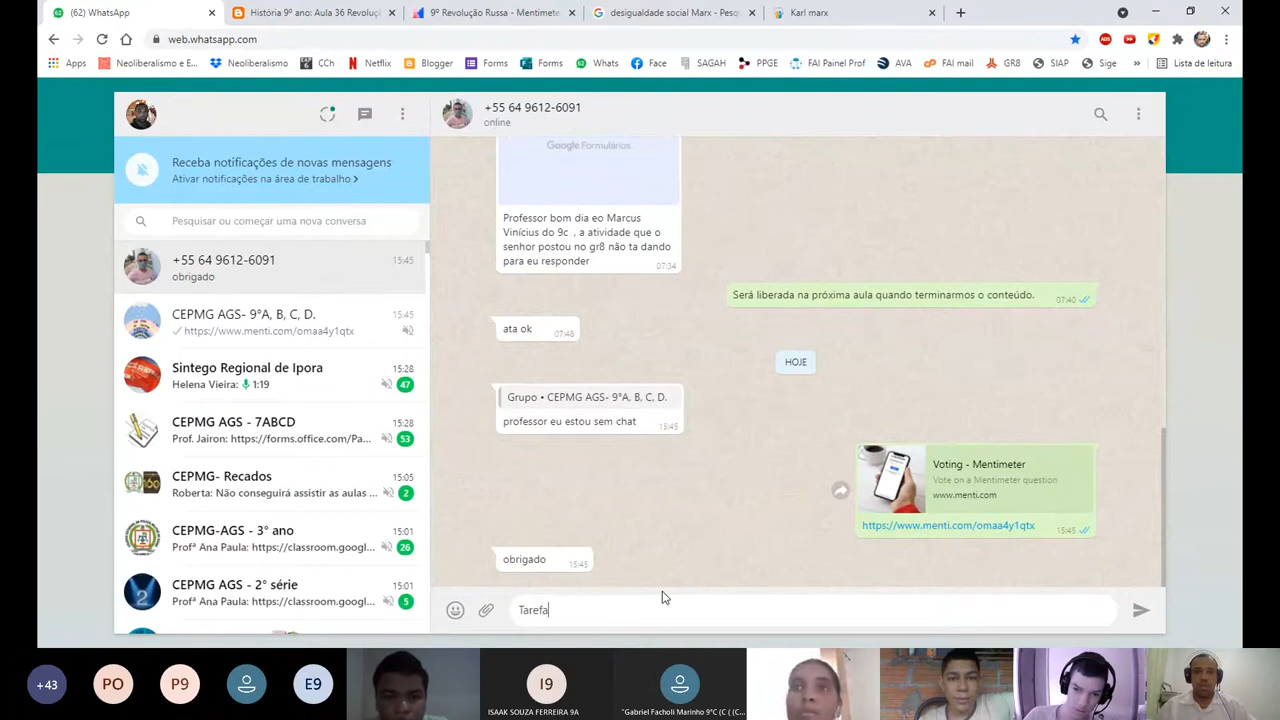 (62) WhatsApp
História 9º ano: Aula 36 Revoluç
9º Revolução Russa - Mentimete
desigualdade social Marx - Pesq
Karl marx
web.whatsapp.com
Apps
Neoliberalismo e E...
Neoliberalismo
CCh
Netflix
Blogger
Forms
Forms
Whats
Face
SAGAH
PPGE
FAI Painel Prof
AVA
FAI mail
GR8
SIAP
Sige
»
Lista de leitura
+55 64 9612-6091
online
Receba notificações de novas mensagens
Ativar notificações na área de trabalho >
Pesquisar ou começar uma nova conversa
+55 64 9612-6091
15:45
obrigado
CEPMG AGS- 9°A, B, C, D.
15:45
https://www.menti.com/omaa4y1qtx
Sintego Regional de Ipora
15:28
Helena Vieira: 1:19
47
CEPMG AGS - 7ABCD
15:28
Prof. Jairon: https://forms.office.com/Pa...
53
CEPMG- Recados
15:05
Roberta: Não conseguirá assistir as aulas ...
2
CEPMG-AGS - 3° ano
15:01
Profª Ana Paula: https://classroom.googl...
26
CEPMG AGS - 2° série
15:01
Profª Ana Paula: https://classroom.googl...
5
Google Formulários
Professor bom dia eo Marcus
Vinícius do 9c , a atividade que o
senhor postou no gr8 não ta dando
para eu responder
07:34
Será liberada na próxima aula quando terminarmos o conteúdo.
07:40
ata ok
07:48
HOJE
Grupo • CEPMG AGS- 9°A, B, C, D.
professor eu estou sem chat
15:45
Voting - Mentimeter
Vote on a Mentimeter question
www.menti.com
https://www.menti.com/omaa4y1qtx
15:45
obrigado
15:45
Tarefa
+43
PO
P9
E9
I9
ISAAK SOUZA FERREIRA 9A
"Gabriel Facholi Marinho 9°C (C ( (C...